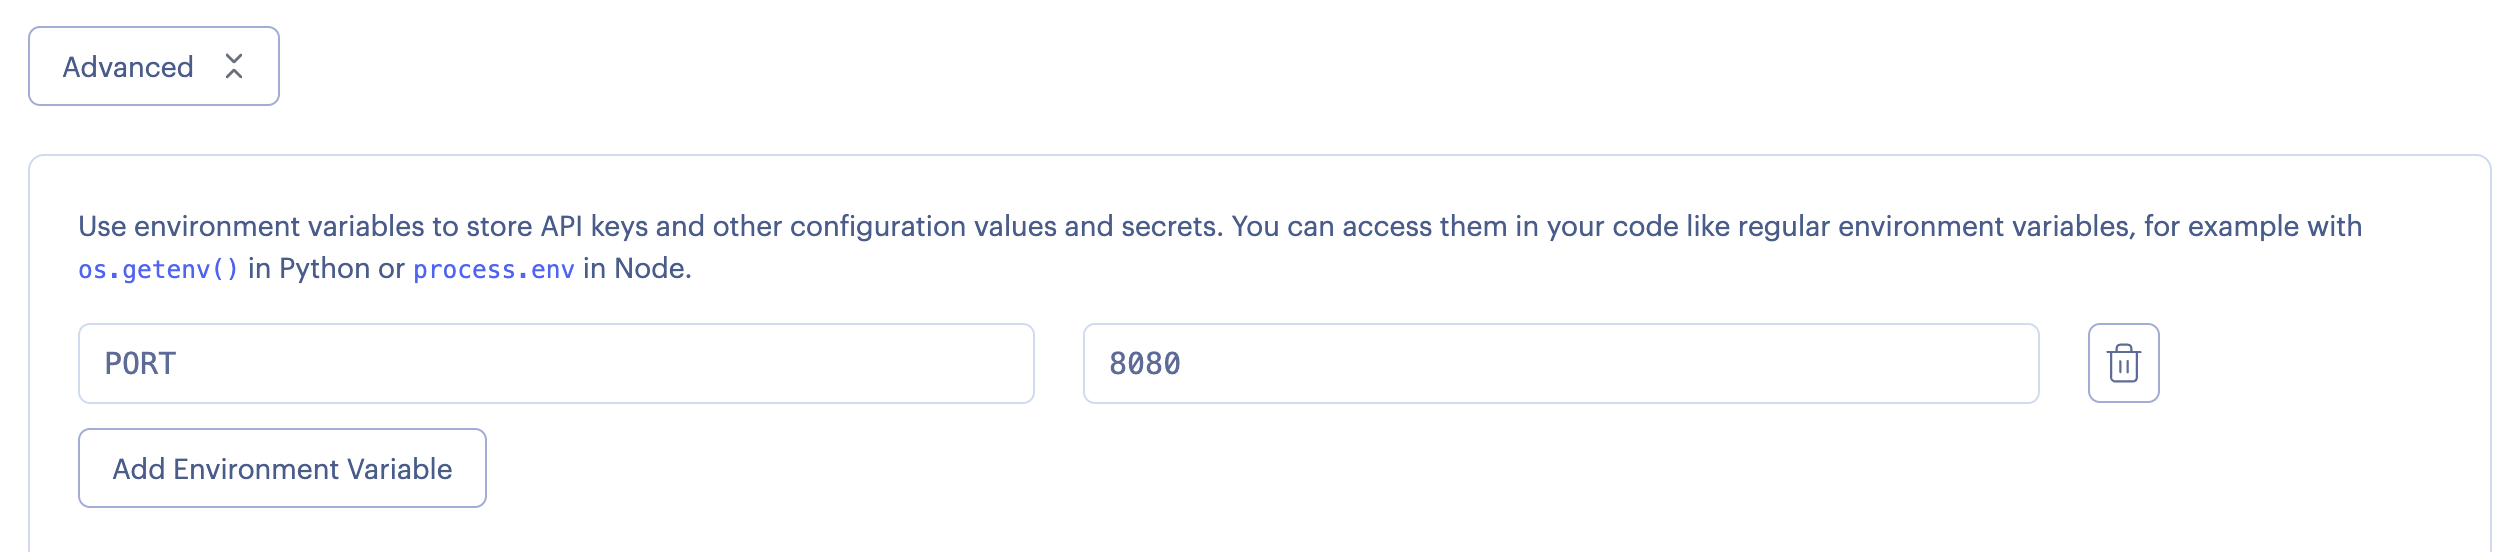 Advanced
Use environment variables to store API keys and other configuration values and secrets. You can access them in your code like regular environment variables, for example with
os.getenv() in Python or process.env in Node.
PORT 8080
Add Environment Variable